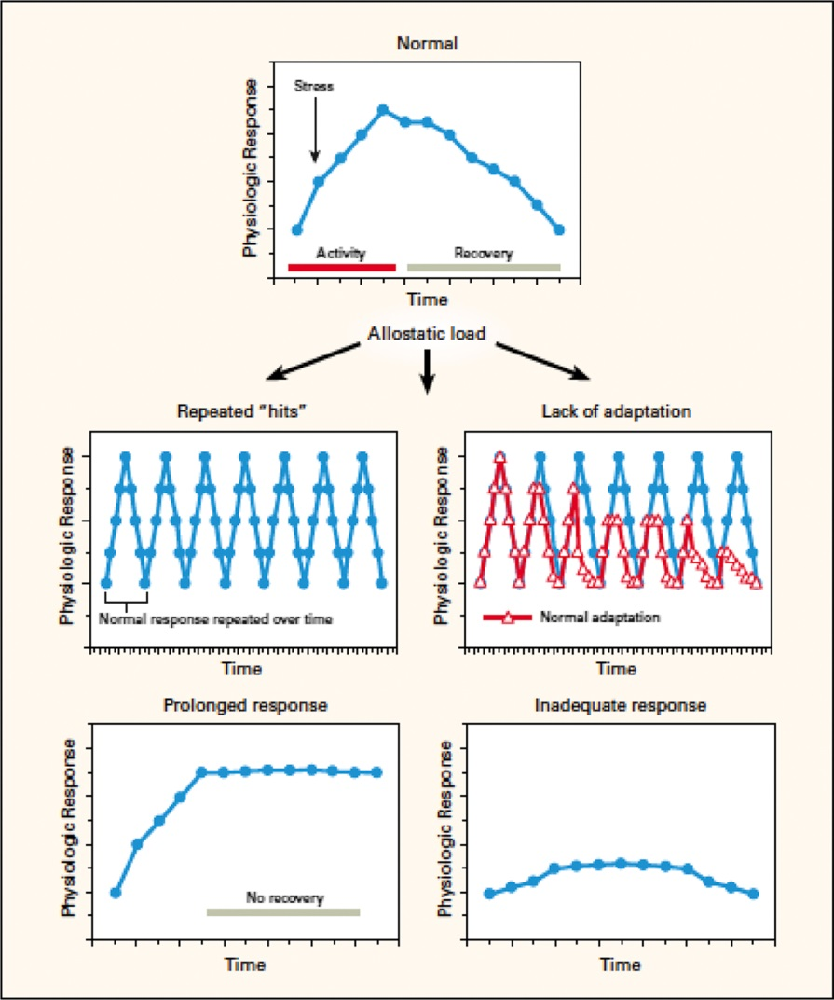 Normal
Physiologic Response
Stress
Activity
Recovery
Time
Allostatic load
Repeated "hits"
Physiologic Response
Normal response repeated over time
Time
Lack of adaptation
Physiologic Response
Normal adaptation
Time
Prolonged response
Physiologic Response
No recovery
Time
Inadequate response
Physiologic Response
Time